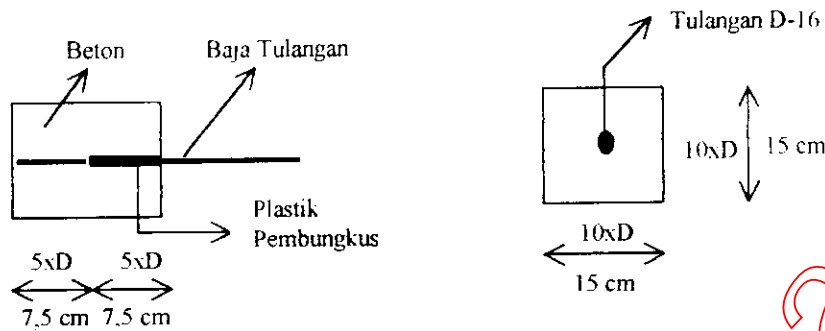 Beton
Baja Tulangan
Plastik
Pembungkus
5xD 5xD
7,5 cm 7,5 cm
Tulangan D-16
10xD 15 cm
10xD
15 cm